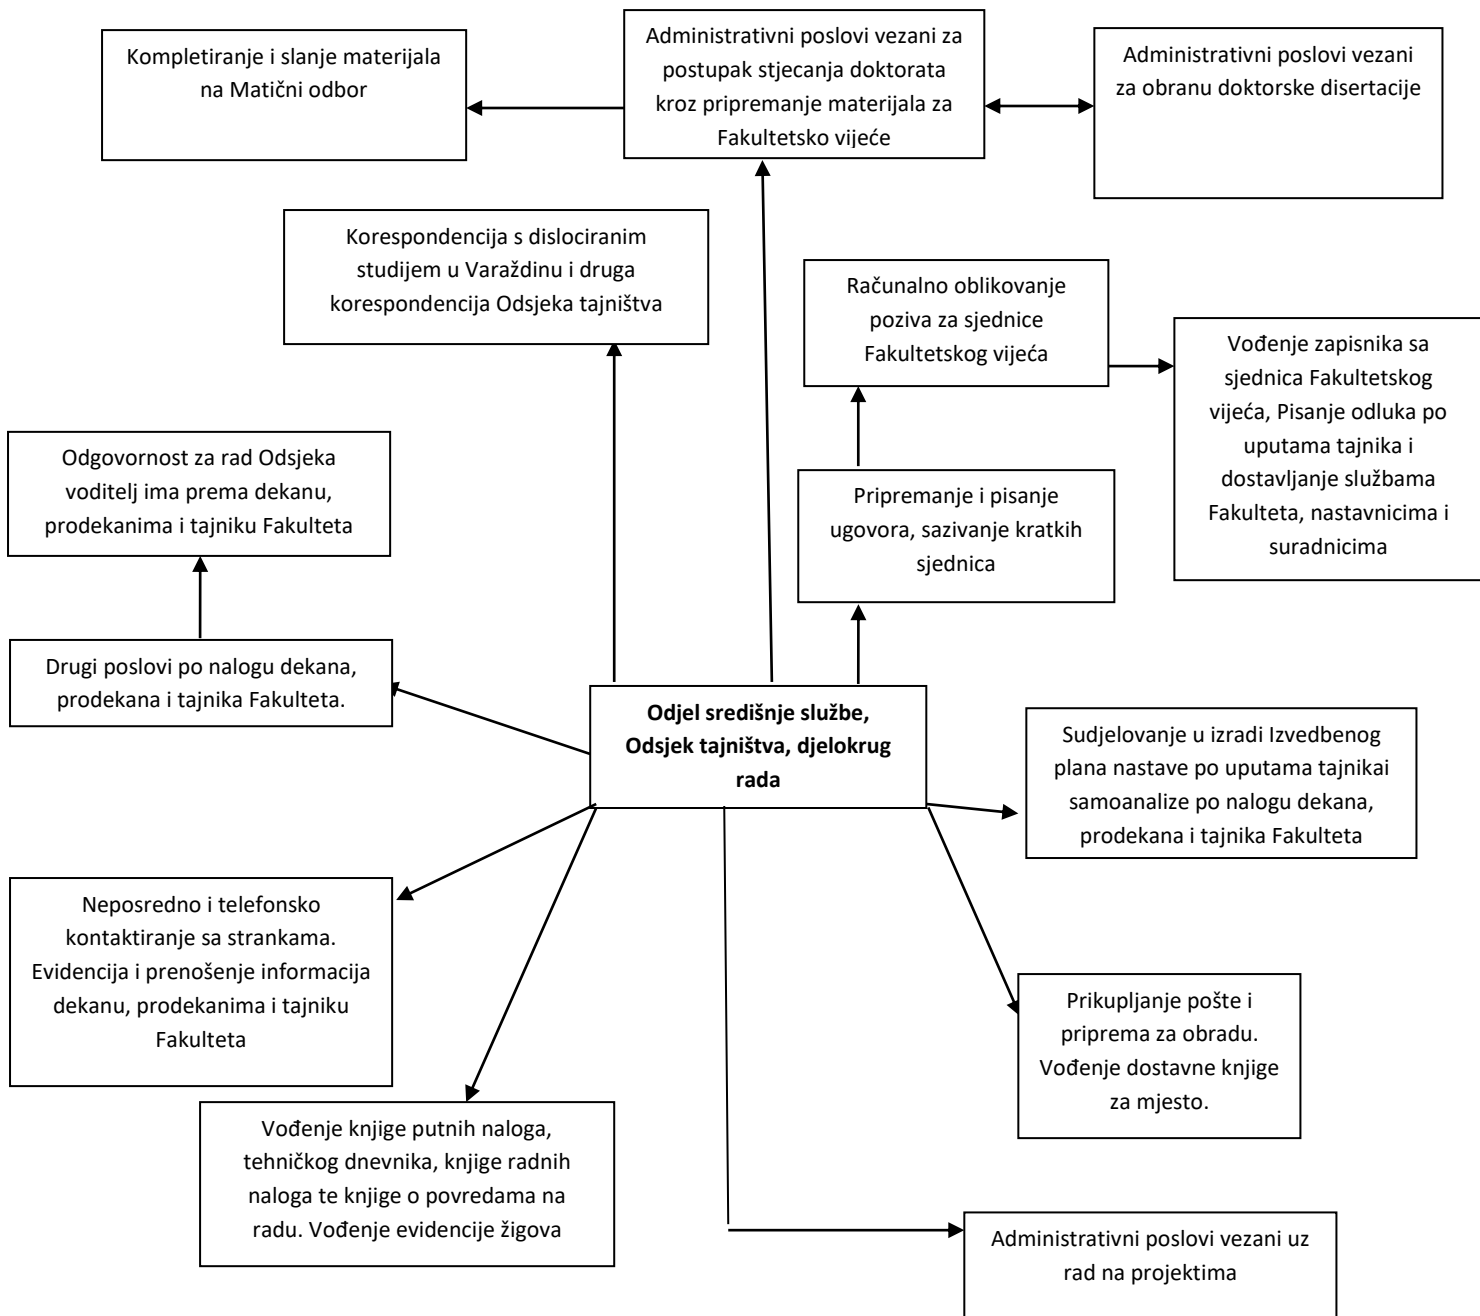 Kompletiranje i slanje materijala
na Matični odbor
Administrativni poslovi vezani za
postupak stjecanja doktorata
kroz pripremanje materijala za
Fakultetsko vijeće
Administrativni poslovi vezani
za obranu doktorske disertacije
Korespondencija s dislociranim
studijem u Varaždinu i druga
korespondencija Odsjeka tajništva
Računalno oblikovanje
poziva za sjednice
Fakultetskog vijeća
Vođenje zapisnika sa
sjednica Fakultetskog
vijeća, Pisanje odluka po
uputama tajnika i
dostavljanje službama
Fakulteta, nastavnicima i
suradnicima
Odgovornost za rad Odsjeka
voditelj ima prema dekanu,
prodekanima i tajniku Fakulteta
Pripremanje i pisanje
ugovora, sazivanje kratkih
sjednica
Drugi poslovi po nalogu dekana,
prodekana i tajnika Fakulteta.
Odjel središnje službe,
Odsjek tajništva, djelokrug
rada
Sudjelovanje u izradi Izvedbenog
plana nastave po uputama tajnikai
samoanalize po nalogu dekana,
prodekana i tajnika Fakulteta
Neposredno i telefonsko
kontaktiranje sa strankama.
Evidencija i prenošenje informacija
dekanu, prodekanima i tajniku
Fakulteta
Prikupljanje pošte i
priprema za obradu.
Vođenje dostavne knjige
za mjesto.
Vođenje knjige putnih naloga,
tehničkog dnevnika, knjige radnih
naloga te knjige o povredama na
radu. Vođenje evidencije žigova
Administrativni poslovi vezani uz
rad na projektima